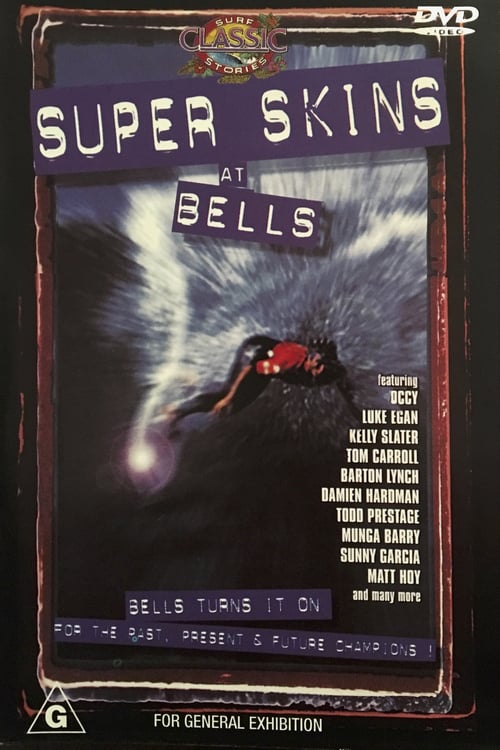 SURF
CLASSIC
STORIES
DVD
VIDEO
SUPER SKINS
AT
BELLS
featuring
OCCY
LUKE EGAN
KELLY SLATER
TOM CARROLL
BARTON LYNCH
DAMIEN HARDMAN
TODD PRESTAGE
MUNGA BARRY
SUNNY GARCIA
MATT HOY
and many more
BELLS TURNS IT ON
FOR THE PAST, PRESENT & FUTURE CHAMPIONS !
G
FOR GENERAL EXHIBITION